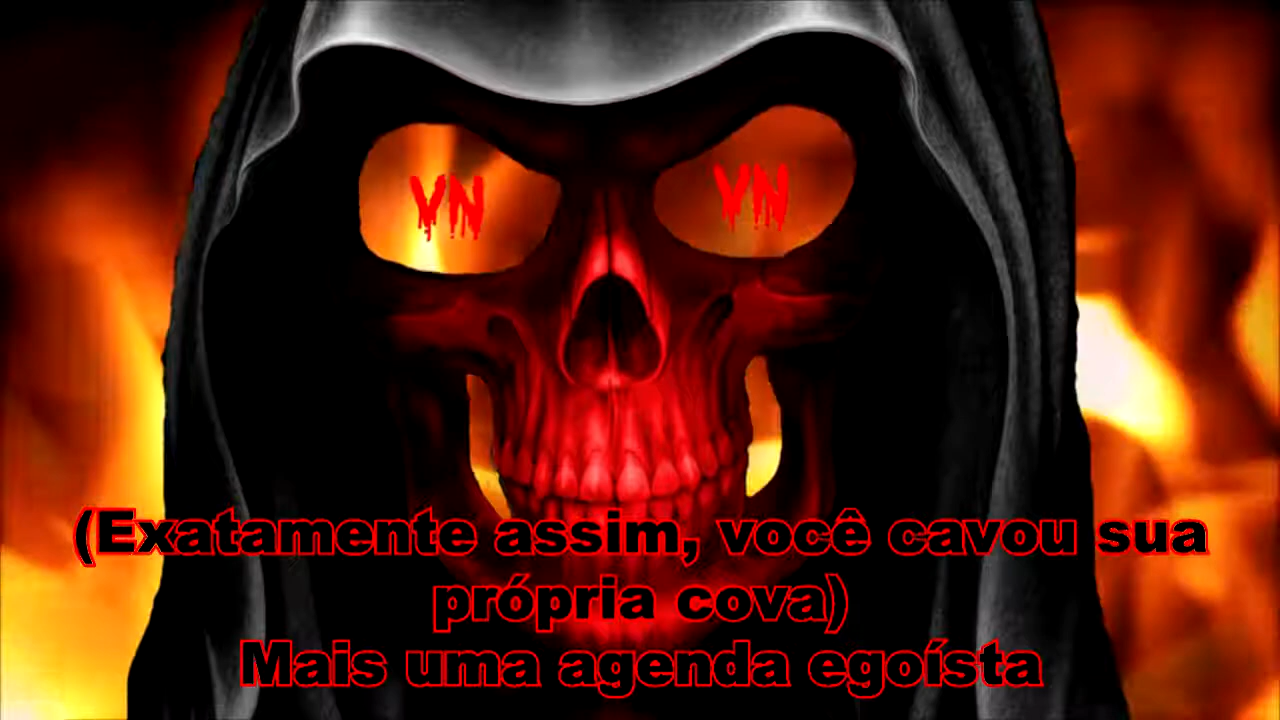 VN VN
(Exatamente assim, você cavou sua
própria cova)
Mais uma agenda egoísta